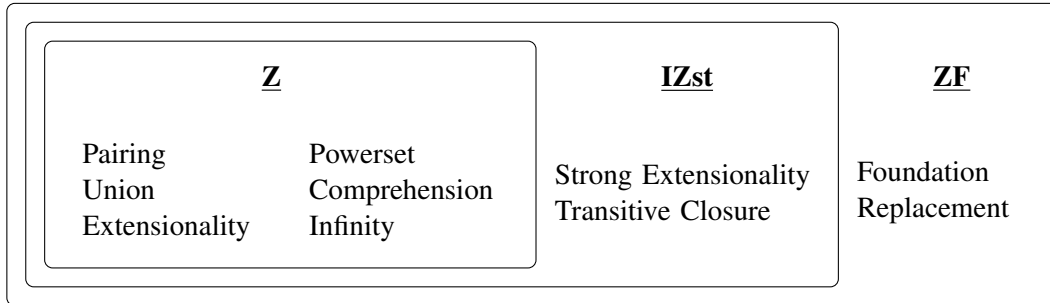 Z
IZst
ZF
Pairing
Union
Extensionality
Powerset
Comprehension
Infinity
Strong Extensionality
Transitive Closure
Foundation
Replacement